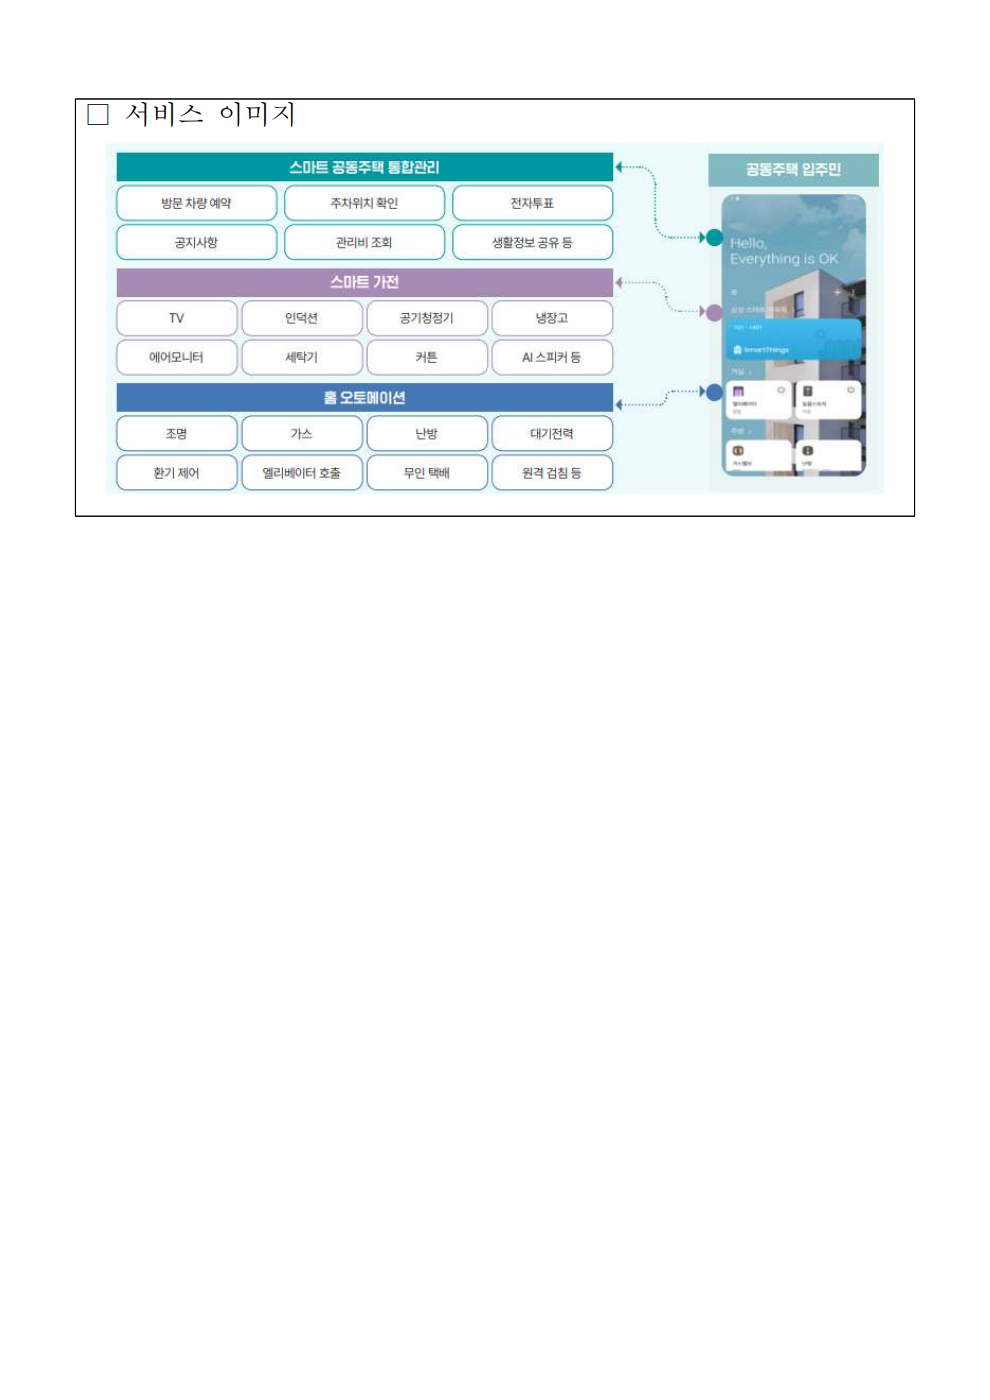 □ 서비스 이미지
스마트 공동주택 통합관리
방문 차량 예약 주차위치 확인 전자투표
공지사항 관리비 조회 생활정보 공유 등
스마트 가전
TV 인덕션 공기청정기 냉장고
에어모니터 세탁기 커튼 AI 스피커 등
홈 오토메이션
조명 가스 난방 대기전력
환기 제어 엘리베이터 호출 무인 택배 원격 검침 등
공동주택 입주민
Hello,
Everything is OK
SmartThings
거실
주방
난방